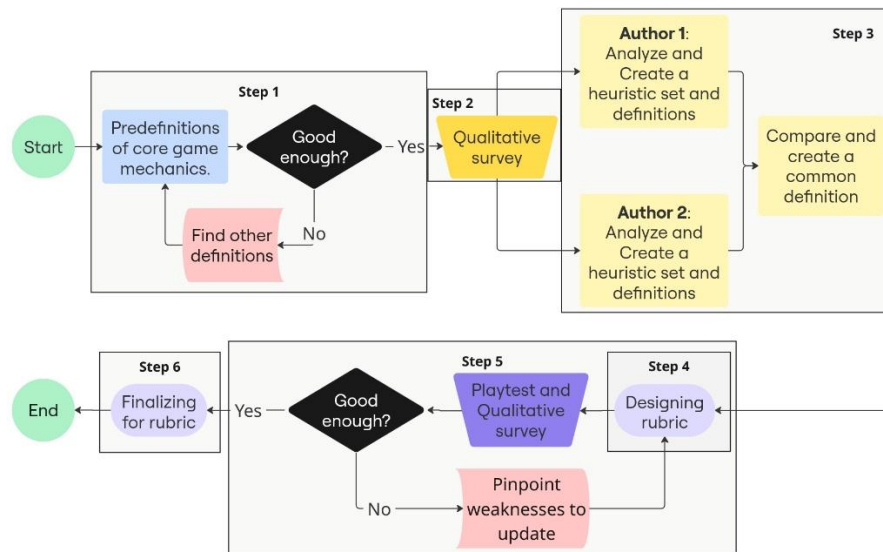 Step 1
Step 2
Step 3
Start
Predefinitions
of core game
mechanics.
Good
enough?
Yes
No
Find other
definitions
Qualitative
survey
Author 1:
Analyze and
Create a
heuristic set and
definitions
Author 2:
Analyze and
Create a
heuristic set and
definitions
Compare and
create a
common
definition
Step 4
Designing
rubric
Step 5
Playtest and
Qualitative
survey
Good
enough?
No
Pinpoint
weaknesses to
update
Yes
Step 6
Finalizing
for rubric
End